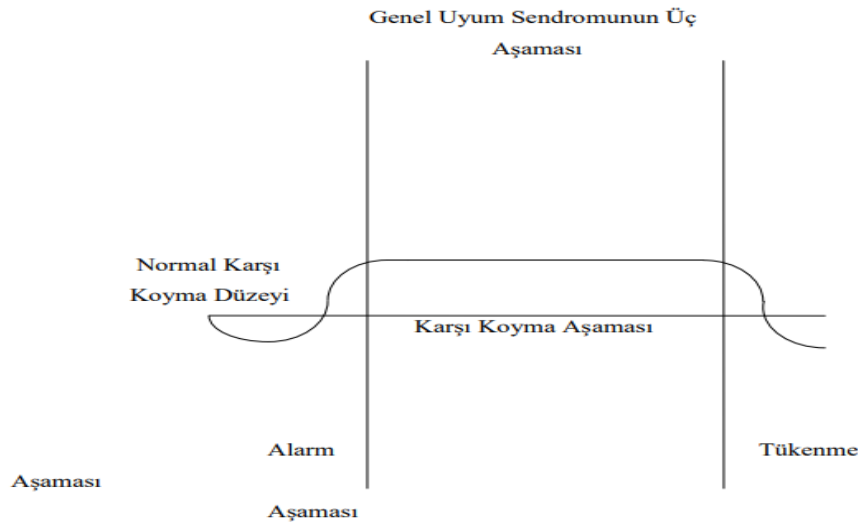 Genel Uyum Sendromunun Üç
Aşaması
Normal Karşı
Koyma Düzeyi
Karşı Koyma Aşaması
Alarm
Tükenme
Aşaması
Aşaması